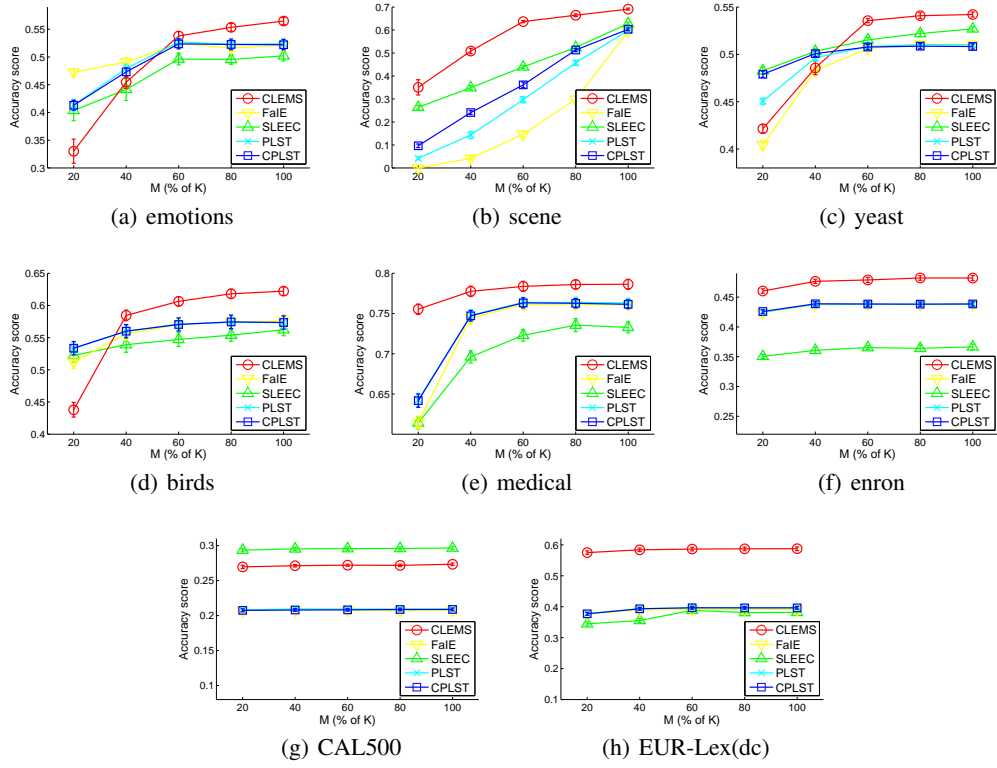 0.55
0.5
0.45
0.4
0.35
0.3
Accuracy score
20 40 60 80 100
M (% of K)
CLEMS
FaIE
SLEEC
PLST
CPLST
(a) emotions
0.7
0.6
0.5
0.4
0.3
0.2
0.1
0
Accuracy score
20 40 60 80 100
M (% of K)
CLEMS
FaIE
SLEEC
PLST
CPLST
(b) scene
0.55
0.5
0.45
0.4
Accuracy score
20 40 60 80 100
M (% of K)
CLEMS
FaIE
SLEEC
PLST
CPLST
(c) yeast
0.65
0.6
0.55
0.5
0.45
0.4
Accuracy score
20 40 60 80 100
M (% of K)
CLEMS
FaIE
SLEEC
PLST
CPLST
(d) birds
0.8
0.75
0.7
0.65
Accuracy score
20 40 60 80 100
M (% of K)
CLEMS
FaIE
SLEEC
PLST
CPLST
(e) medical
0.45
0.4
0.35
0.3
0.25
Accuracy score
20 40 60 80 100
M (% of K)
CLEMS
FaIE
SLEEC
PLST
CPLST
(f) enron
0.3
0.25
0.2
0.15
0.1
Accuracy score
20 40 60 80 100
M (% of K)
CLEMS
FaIE
SLEEC
PLST
CPLST
(g) CAL500
0.6
0.5
0.4
0.3
0.2
0.1
Accuracy score
20 40 60 80 100
M (% of K)
CLEMS
FaIE
SLEEC
PLST
CPLST
(h) EUR-Lex(dc)